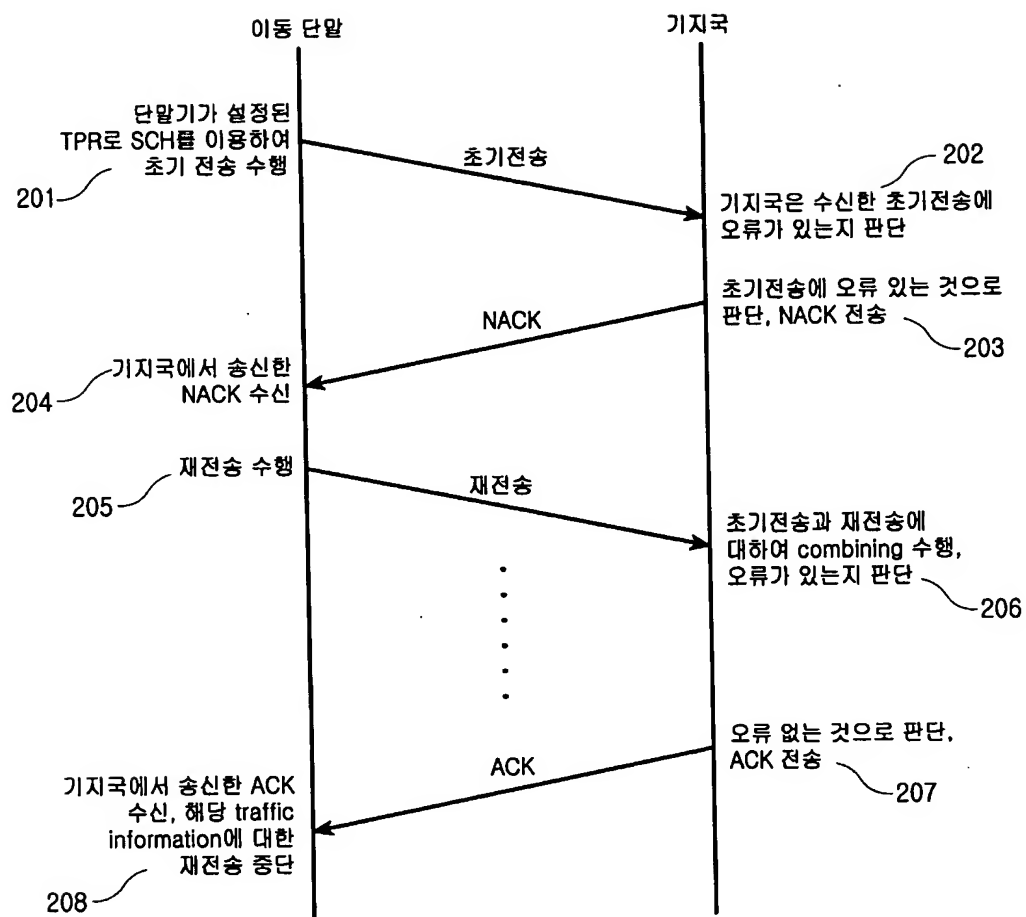 이동 단말
기지국
단말기가 설정된
TPR로 SCH를 이용하여
초기 전송 수행
201
초기전송
202
기지국은 수신한 초기전송에
오류가 있는지 판단
초기전송에 오류 있는 것으로
판단, NACK 전송
203
NACK
기지국에서 송신한
NACK 수신
204
재전송 수행
205
재전송
초기전송과 재전송에
대하여 combining 수행,
오류가 있는지 판단
206
오류 없는 것으로 판단,
ACK 전송
207
ACK
기지국에서 송신한 ACK
수신, 해당 traffic
information에 대한
재전송 중단
208